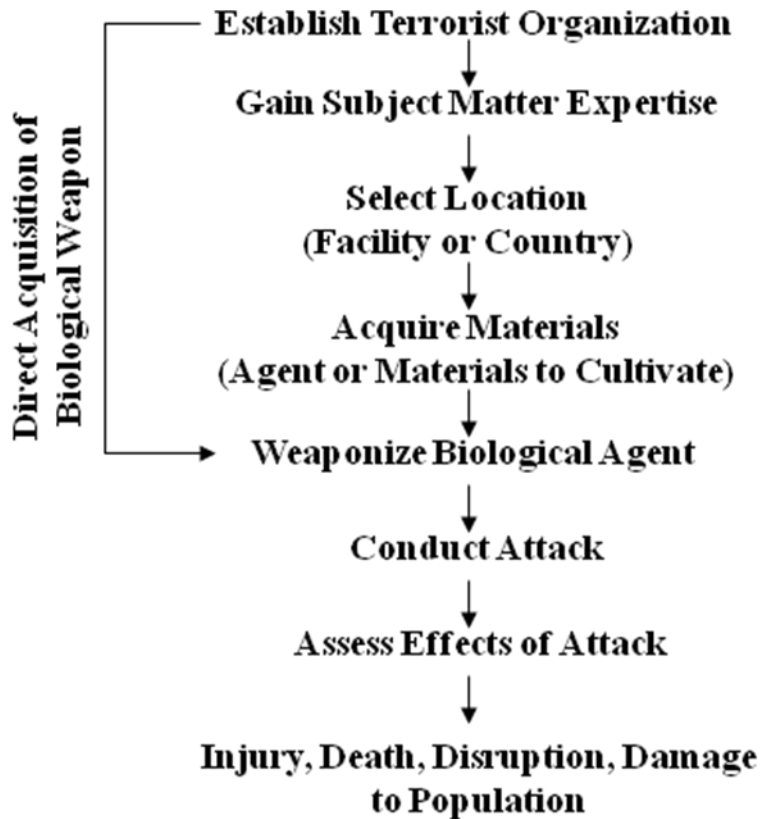 Establish Terrorist Organization
Gain Subject Matter Expertise
Select Location
(Facility or Country)
Acquire Materials
(Agent or Materials to Cultivate)
Direct Acquisition of
Biological Weapon
Weaponize Biological Agent
Conduct Attack
Assess Effects of Attack
Injury, Death, Disruption, Damage
to Population